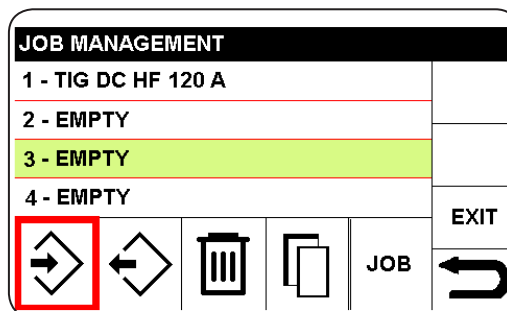 JOB MANAGEMENT
1 - TIG DC HF 120 A
2 - EMPTY
3 - EMPTY
4 - EMPTY
EXIT
JOB